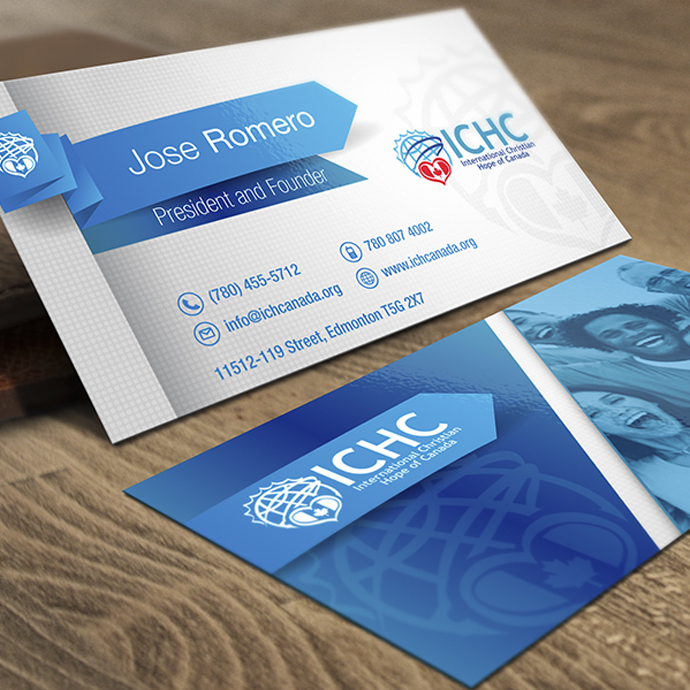 Jose Romero
President and Founder
ICHC
International Christian
Hope of Canada
(780) 455-5712
780 807 4002
info@ichcanada.org
www.ichcanada.org
11512-119 Street, Edmonton T5G 2X7
ICHC
International Christian
Hope of Canada